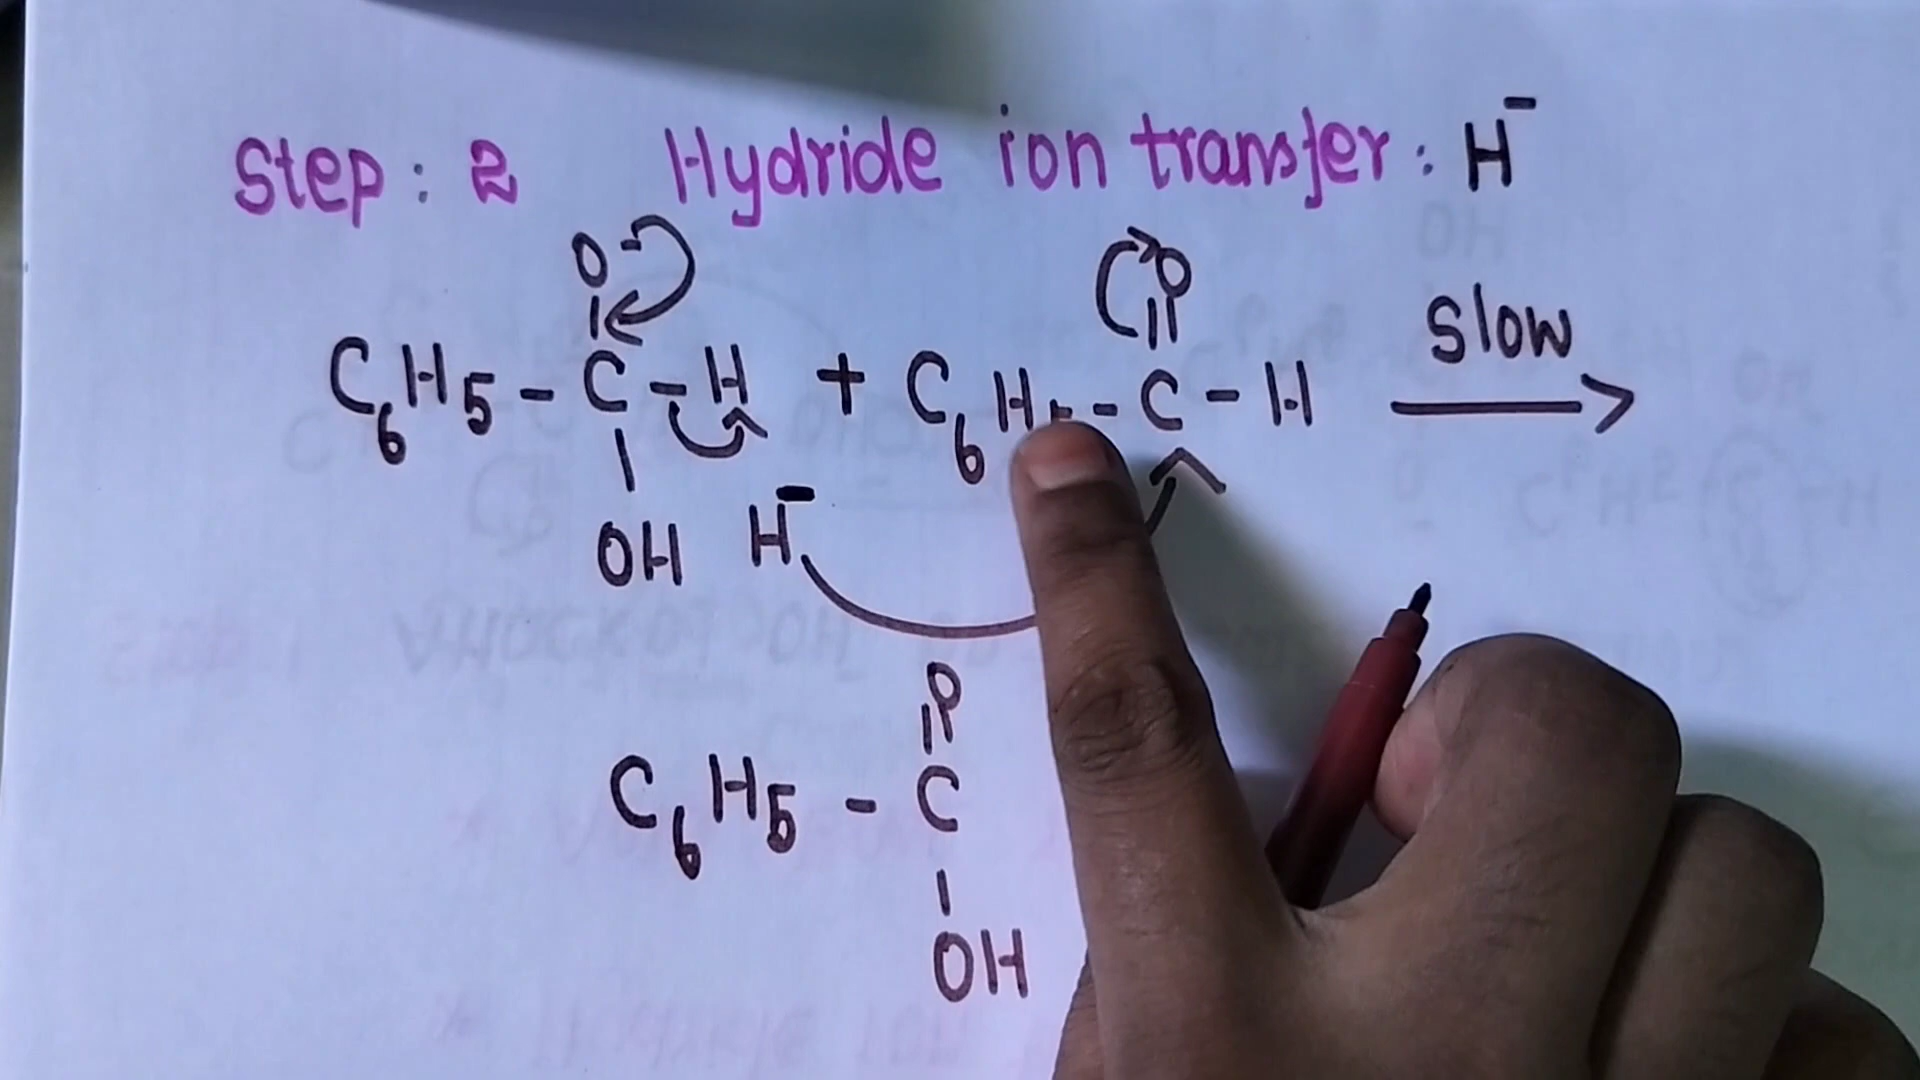 Step: 2 Hydride ion transfer: H⁻
O⁻ O
C6H5 - C - H + C6H5 - C - H Slow
OH H⁻
O
C6H5 - C
OH